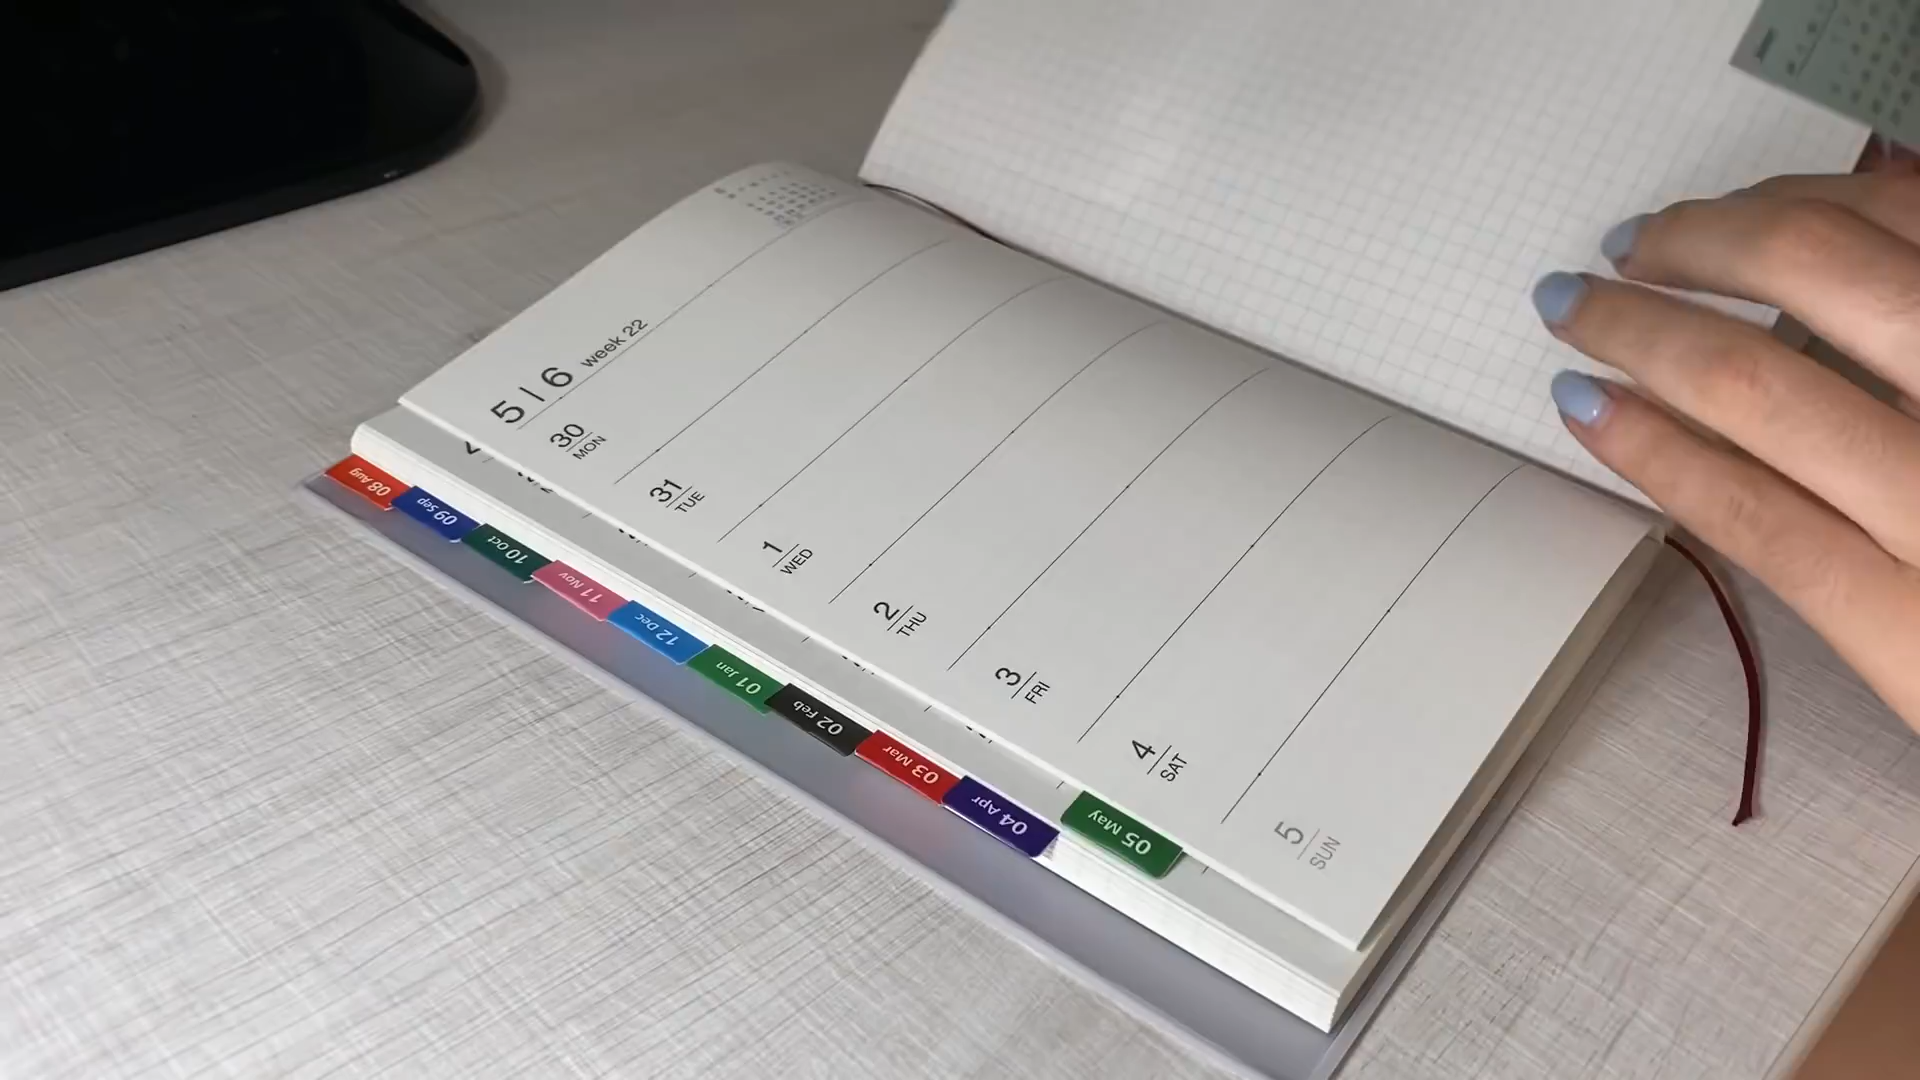 5 | 6 week 22
30 MON
31 TUE
1 WED
2 THU
3 FRI
4 SAT
5 SUN
08 Aug
09 Sep
10 Oct
11 Nov
12 Dec
01 Jan
02 Feb
03 Mar
04 Apr
05 May